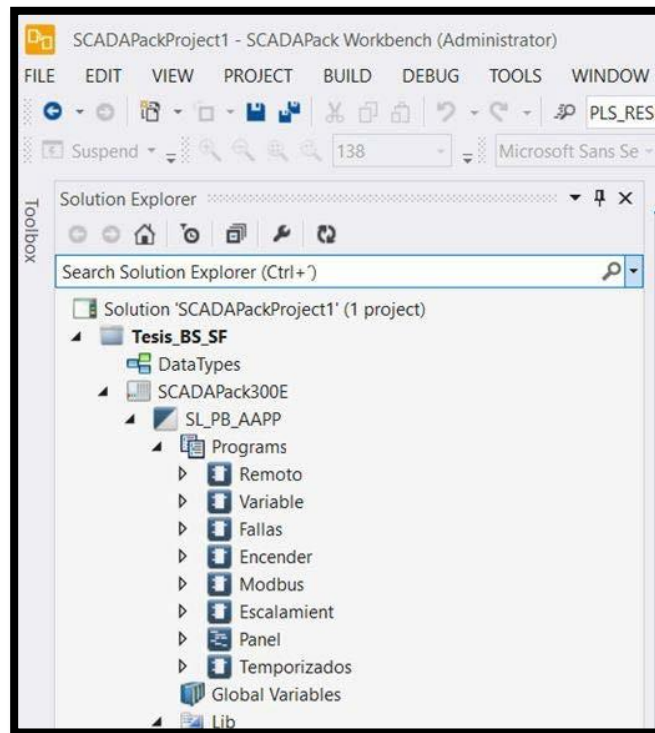 SCADAPackProject1 - SCADAPack Workbench (Administrator)
FILE EDIT VIEW PROJECT BUILD DEBUG TOOLS WINDOW
PLS_RES
Suspend 138 Microsoft Sans Se
Toolbox
Solution Explorer
Search Solution Explorer (Ctrl+´)
Solution 'SCADAPackProject1' (1 project)
Tesis_BS_SF
DataTypes
SCADAPack300E
SL_PB_AAPP
Programs
Remoto
Variable
Fallas
Encender
Modbus
Escalamient
Panel
Temporizados
Global Variables
Lib